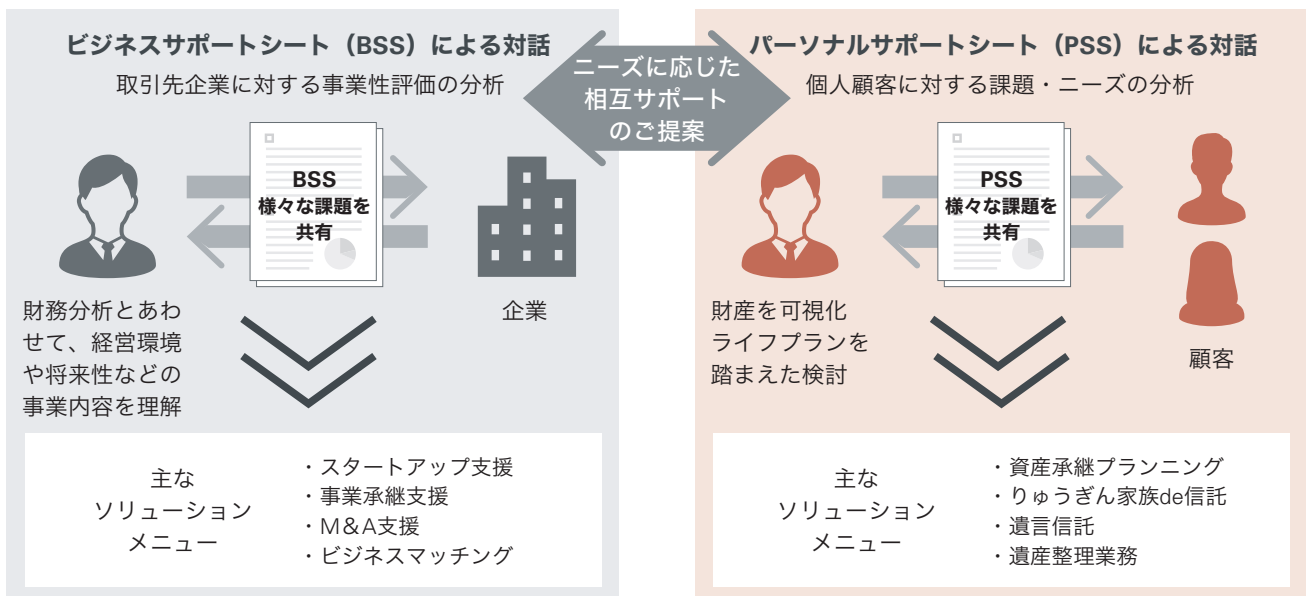 ビジネスサポートシート（BSS）による対話
取引先企業に対する事業性評価の分析
BSS
様々な課題を
共有
財務分析とあわ
せて、経営環境
や将来性などの
事業内容を理解
企業
主な
ソリューション
メニュー
・スタートアップ支援
・事業承継支援
・M&A支援
・ビジネスマッチング
ニーズに応じた
相互サポート
のご提案
パーソナルサポートシート（PSS）による対話
個人顧客に対する課題・ニーズの分析
PSS
様々な課題を
共有
財産を可視化
ライフプランを
踏まえた検討
顧客
主な
ソリューション
メニュー
・資産承継プランニング
・りゅうぎん家族de信託
・遺言信託
・遺産整理業務